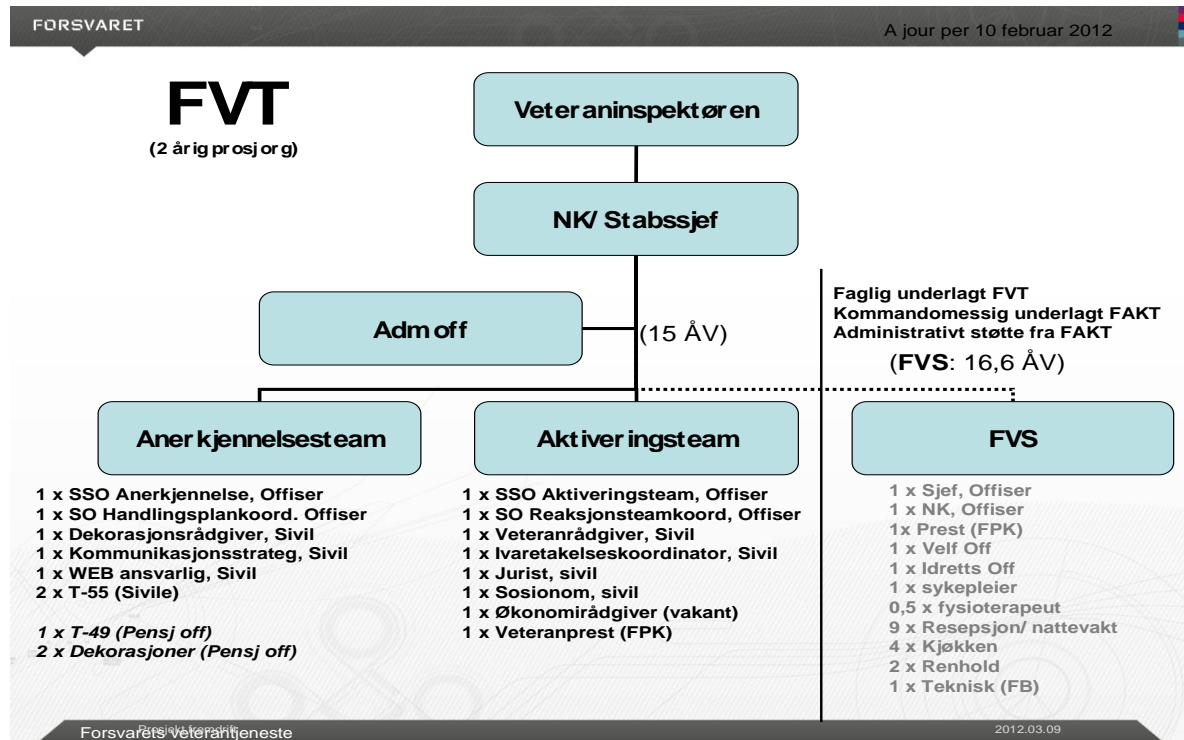 FORSVARET
A jour per 10 februar 2012
FVT
(2 årig prosjorg)
Veteraninspektøren
NK/ Stabssjef
Adm off
(15 ÅV)
Faglig underlagt FVT
Kommandomessig underlagt FAKT
Administrativt støtte fra FAKT
(FVS: 16,6 ÅV)
Anerkjennelsesteam
1 x SSO Anerkjennelse, Offiser
1 x SO Handlingsplankoord. Offiser
1 x Dekorasjonsrådgiver, Sivil
1 x Kommunikasjonsstrateg, Sivil
1 x WEB ansvarlig, Sivil
2 x T-55 (Sivile)
1 x T-49 (Pensj off)
2 x Dekorasjoner (Pensj off)
Aktiveringsteam
1 x SSO Aktiveringsteam, Offiser
1 x SO Reaksjonsteamkoord, Offiser
1 x Veteranrådgiver, Sivil
1 x Ivaretakelseskoordinator, Sivil
1 x Jurist, sivil
1 x Sosionom, sivil
1 x Økonomirådgiver (vakant)
1 x Veteranprest (FPK)
FVS
1 x Sjef, Offiser
1 x NK, Offiser
1x Prest (FPK)
1 x Velf Off
1 x Idretts Off
1 x sykepleier
0,5 x fysioterapeut
9 x Resepsjon/ nattevakt
4 x Kjøkken
2 x Renhold
1 x Teknisk (FB)
Prosjekt fremdrift
Forsvarets veterantjeneste
2012.03.09